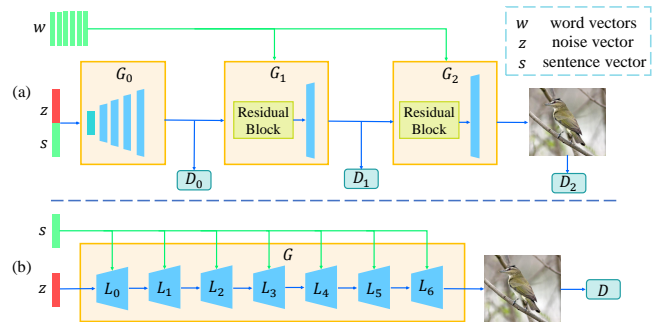 w
w word vectors
z noise vector
s sentence vector
(a)
z
s
G₀
G₁
G₂
Residual
Block
Residual
Block
D₀
D₁
D₂
(b)
s
z
G
L₀ L₁ L₂ L₃ L₄ L₅ L₆
D